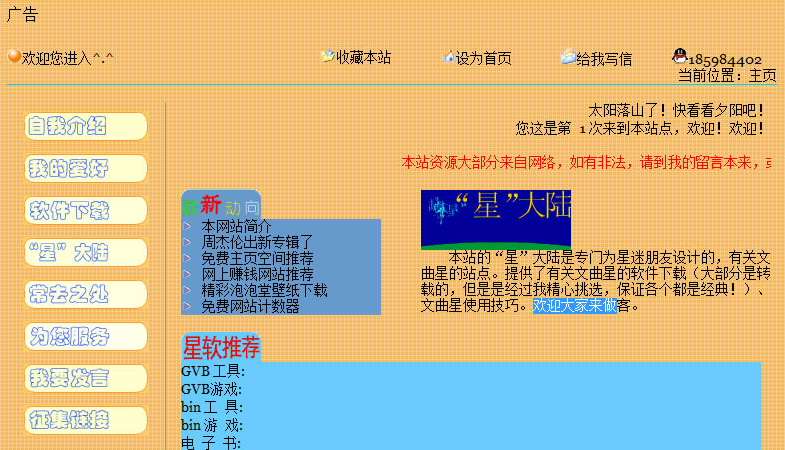 广告
欢迎您进入^.^
收藏本站
设为首页
给我写信
185984402
当前位置：主页
自我介绍
我的爱好
软件下载
“星”大陆
常去之处
为您服务
我要发言
征集链接
太阳落山了！快看看夕阳吧！
您这是第 1次来到本站点，欢迎！欢迎！
本站资源大部分来自网络，如有非法，请到我的留言本来，
最新动向
本网站简介
周杰伦出新专辑了
免费主页空间推荐
网上赚钱网站推荐
精彩泡泡堂壁纸下载
免费网站计数器
“星”大陆
本站的“星”大陆是专门为星迷朋友设计的，有关文
曲星的站点。提供了有关文曲星的软件下载（大部分是转
载的，但是是经过我精心挑选，保证各个都是经典！）、
文曲星使用技巧。欢迎大家来做客。
星软推荐
GVB工具:
GVB游戏:
bin 工 具:
bin 游 戏:
电 子 书: